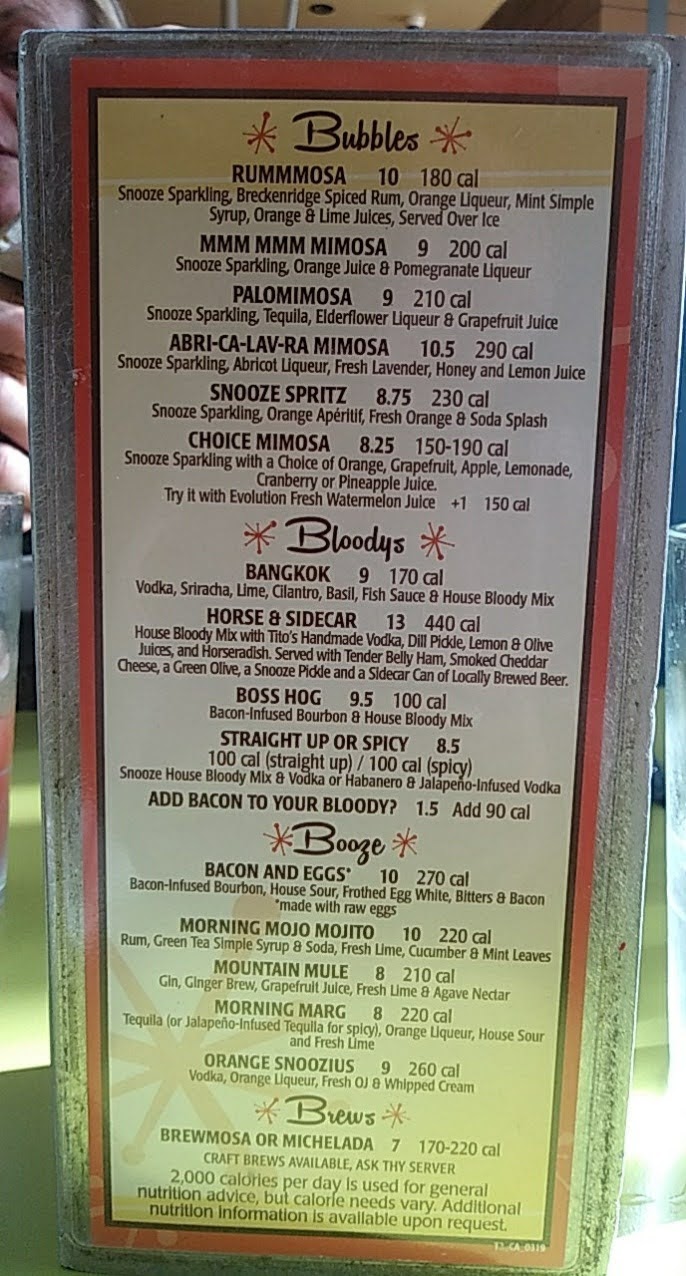 Bubbles
RUMMMOSA 10 180 cal
Snooze Sparkling, Breckenridge Spiced Rum, Orange Liqueur, Mint Simple
Syrup, Orange & Lime Juices, Served Over Ice
MMM MMM MIMOSA 9 200 cal
Snooze Sparkling, Orange Juice & Pomegranate Liqueur
PALOMIMOSA 9 210 cal
Snooze Sparkling, Tequila, Elderflower Liqueur & Grapefruit Juice
ABRI-CA-LAV-RA MIMOSA 10.5 290 cal
Snooze Sparkling, Abricot Liqueur, Fresh Lavender, Honey and Lemon Juice
SNOOZE SPRITZ 8.75 230 cal
Snooze Sparkling, Orange Apéritif, Fresh Orange & Soda Splash
CHOICE MIMOSA 8.25 150-190 cal
Snooze Sparkling with a Choice of Orange, Grapefruit, Apple, Lemonade,
Cranberry or Pineapple Juice.
Try it with Evolution Fresh Watermelon Juice +1 150 cal
Bloodys
BANGKOK 9 170 cal
Vodka, Sriracha, Lime, Cilantro, Basil, Fish Sauce & House Bloody Mix
HORSE & SIDECAR 13 440 cal
House Bloody Mix with Tito's Handmade Vodka, Dill Pickle, Lemon & Olive
Juices, and Horseradish. Served with Tender Belly Ham, Smoked Cheddar
Cheese, a Green Olive, a Snooze Pickle and a Sidecar Can of Locally Brewed Beer.
BOSS HOG 9.5 100 cal
Bacon-Infused Bourbon & House Bloody Mix
STRAIGHT UP OR SPICY 8.5
100 cal (straight up) / 100 cal (spicy)
Snooze House Bloody Mix & Vodka or Habanero & Jalapeño-Infused Vodka
ADD BACON TO YOUR BLOODY? 1.5 Add 90 cal
Booze
BACON AND EGGS* 10 270 cal
Bacon-Infused Bourbon, House Sour, Frothed Egg White, Bitters & Bacon
*made with raw eggs
MORNING MOJO MOJITO 10 220 cal
Rum, Green Tea Simple Syrup & Soda, Fresh Lime, Cucumber & Mint Leaves
MOUNTAIN MULE 8 210 cal
Gin, Ginger Brew, Grapefruit Juice, Fresh Lime & Agave Nectar
MORNING MARG 8 220 cal
Tequila (or Jalapeño-Infused Tequila for spicy), Orange Liqueur, House Sour
and Fresh Lime
ORANGE SNOOZIUS 9 260 cal
Vodka, Orange Liqueur, Fresh OJ & Whipped Cream
Brews
BREWMOSA OR MICHELADA 7 170-220 cal
CRAFT BREWS AVAILABLE, ASK THY SERVER
2,000 calories per day is used for general
nutrition advice, but calorie needs vary. Additional
nutrition information is available upon request.